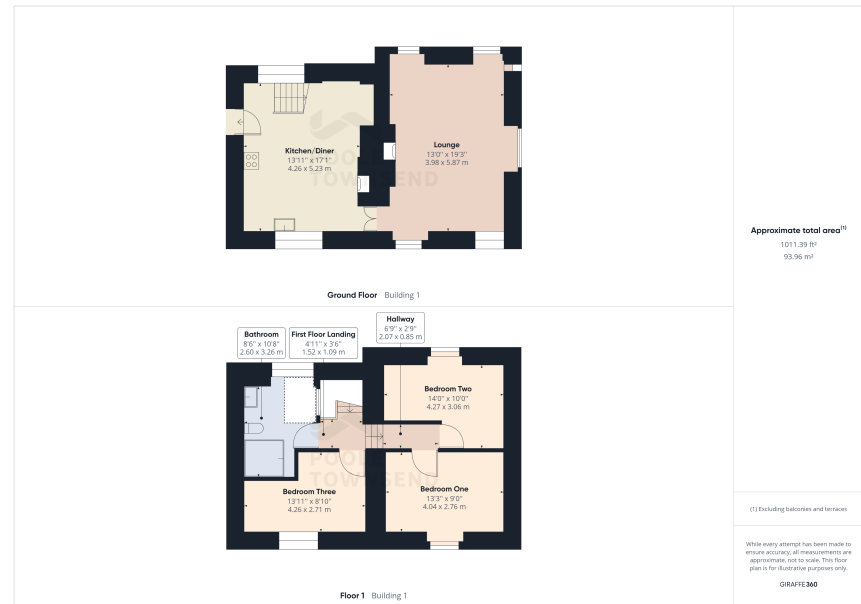 Kitchen/Diner
13'11" x 17'1"
4.26 x 5.23 m
Lounge
13'0" x 19'3"
3.98 x 5.87 m
POOLE
TOWNSEND
Ground Floor Building 1
Bathroom
8'6" x 10'8"
2.60 x 3.26 m
First Floor Landing
4'11" x 3'6"
1.52 x 1.09 m
Hallway
6'9" x 2'9"
2.07 x 0.85 m
Bedroom Two
14'0" x 10'0"
4.27 x 3.06 m
POOLE
TOWNSEND
Bedroom Three
13'11" x 8'10"
4.26 x 2.71 m
Bedroom One
13'3" x 9'0"
4.04 x 2.76 m
Floor 1 Building 1
Approximate total area(1)
1011.39 ft²
93.96 m²
(1) Excluding balconies and terraces
While every attempt has been made to
ensure accuracy, all measurements are
approximate, not to scale. This floor
plan is for illustrative purposes only.
GIRAFFE360